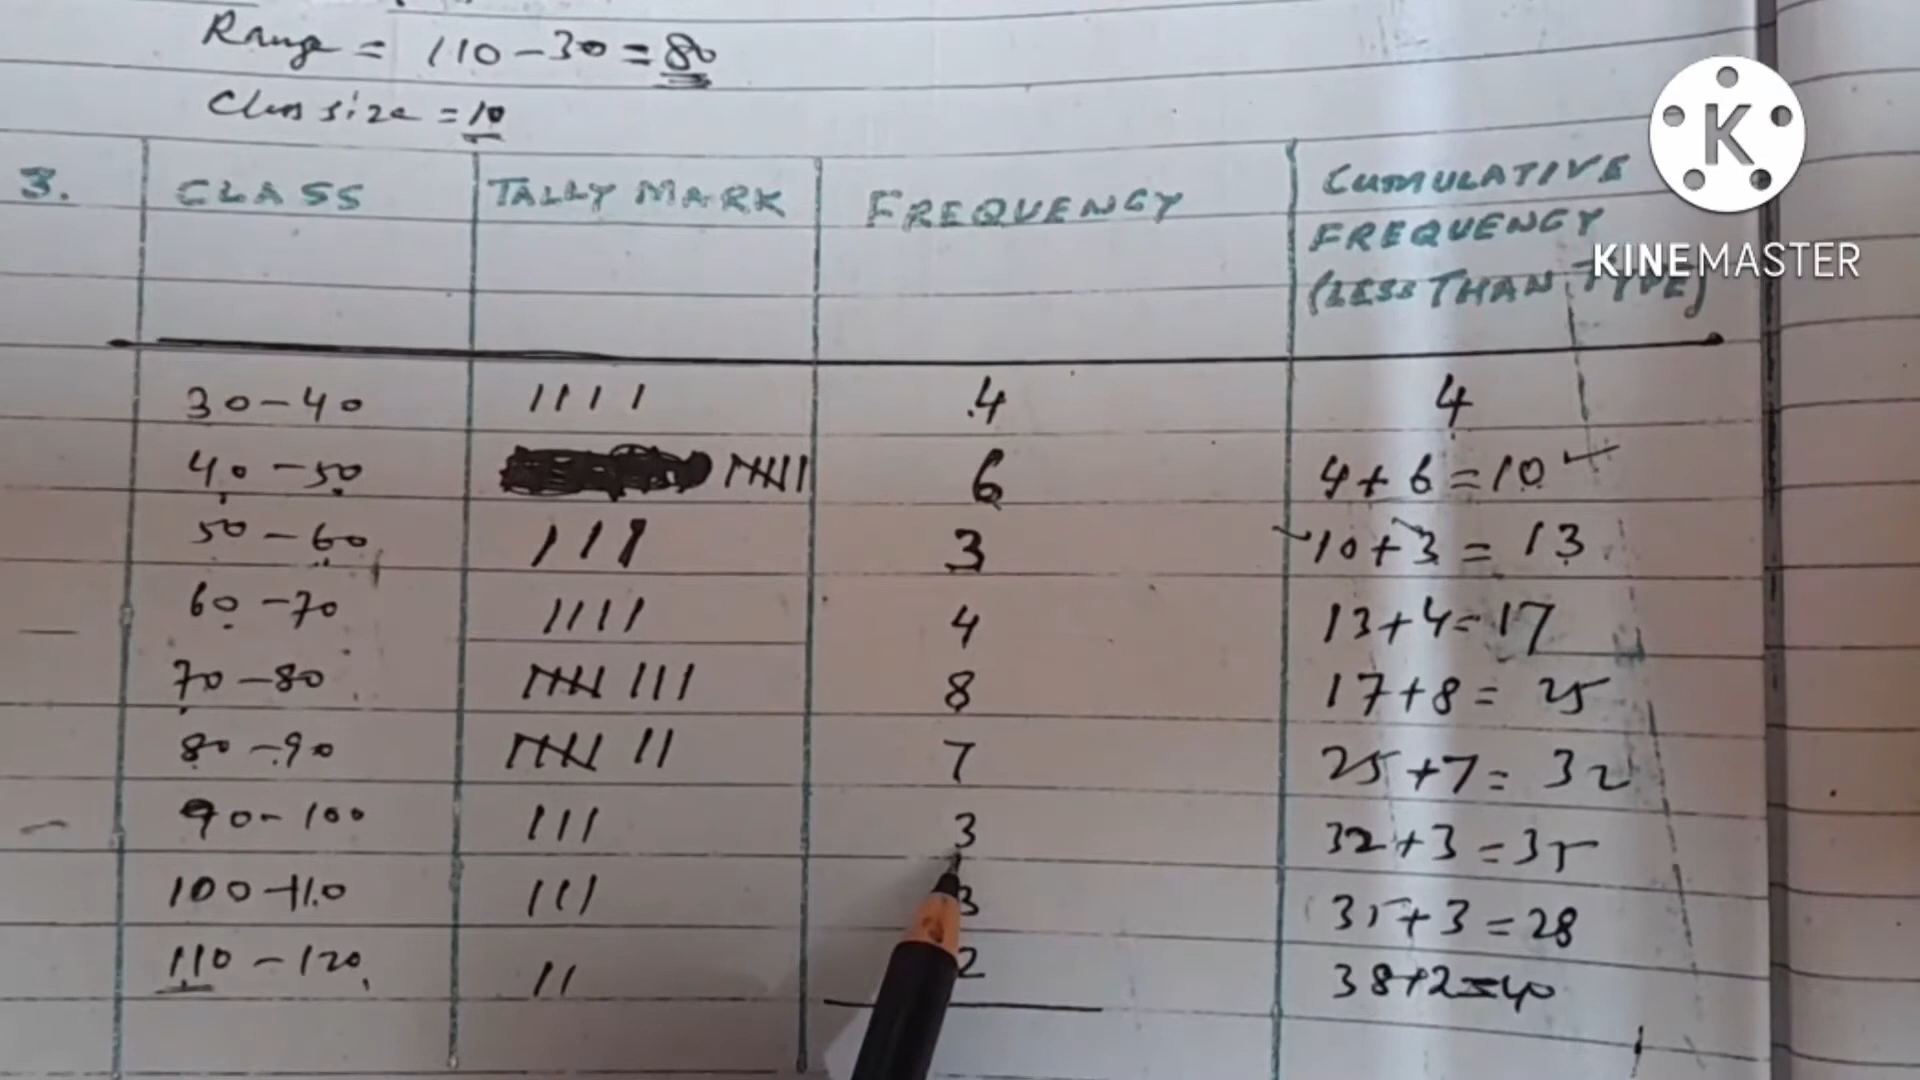 Range = 110-30 = 80
Class size = 10
3. CLASS TALLY MARK FREQUENCY CUMULATIVE FREQUENCY (LESS THAN TYPE)
30-40 |||| 4 4
40-50 |||| | 6 4+6=10
50-60 ||| 3 10+3=13
60-70 |||| 4 13+4=17
70-80 |||| ||| 8 17+8=25
80-90 |||| || 7 25+7=32
90-100 ||| 3 32+3=35
100-110 ||| 3 35+3=28
110-120 || 2 38+2=40
K
KINEMASTER